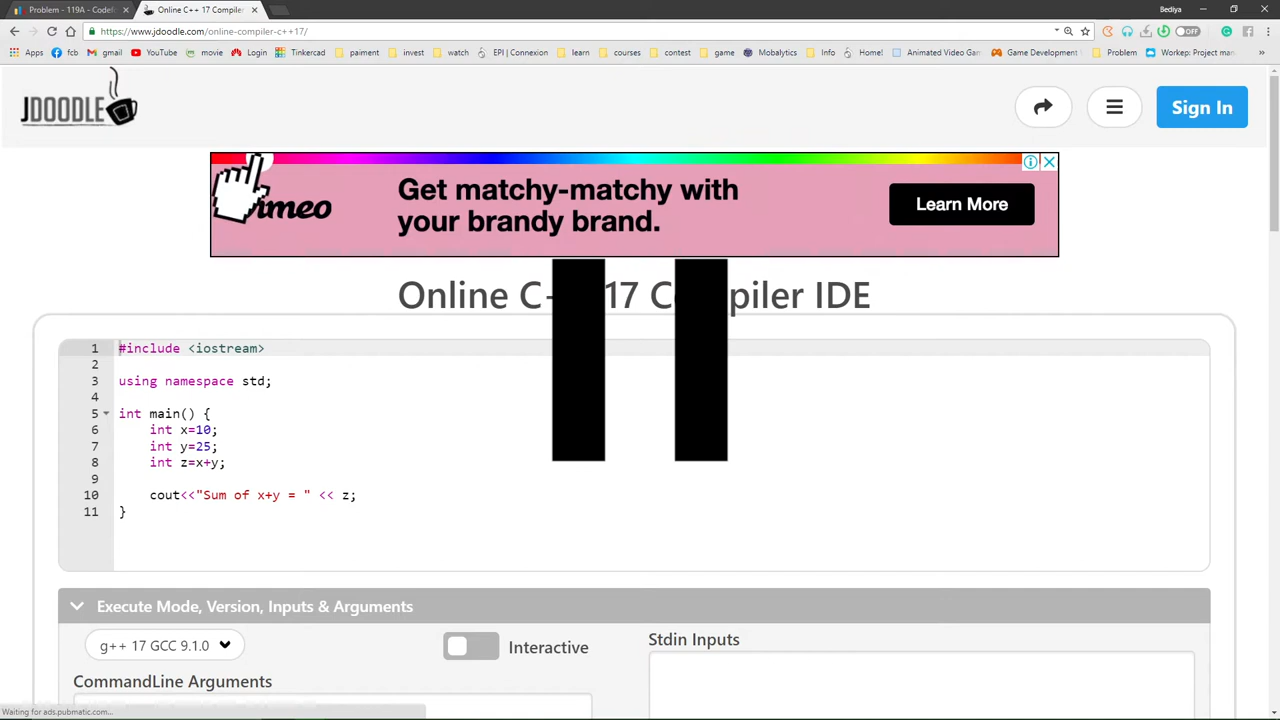 Problem - 119A - Codef
Online C++ 17 Compiler
Bediya
https://www.jdoodle.com/online-compiler-c++17/
OFF
Apps
fcb
gmail
YouTube
movie
Login
Tinkercad
paiment
invest
watch
EPI | Connexion
learn
courses
contest
game
Mobalytics
Info
Home!
Animated Video Gam
Game Development
Problem
Workep: Project man
JDOODLE
Sign In
imeo
Get matchy-matchy with
your brandy brand.
Learn More
Online C 17 C piler IDE
1 #include <iostream>
2
3 using namespace std;
4
5 int main() {
6 int x=10;
7 int y=25;
8 int z=x+y;
9
10 cout<<"Sum of x+y = " << z;
11 }
Execute Mode, Version, Inputs & Arguments
g++ 17 GCC 9.1.0
Interactive
Stdin Inputs
CommandLine Arguments
Waiting for ads.pubmatic.com...